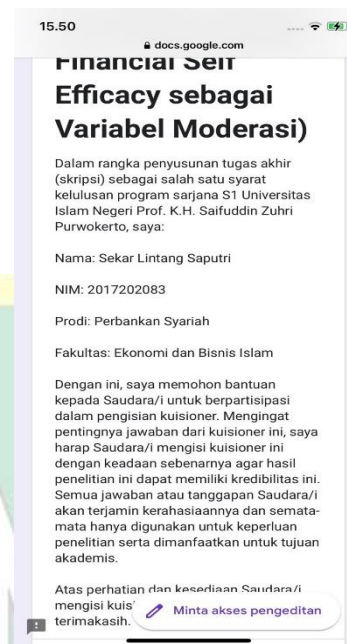 15.50
docs.google.com
Financial Self
Efficacy sebagai
Variabel Moderasi)
Dalam rangka penyusunan tugas akhir
(skripsi) sebagai salah satu syarat
kelulusan program sarjana S1 Universitas
Islam Negeri Prof. K.H. Saifuddin Zuhri
Purwokerto, saya:
Nama: Sekar Lintang Saputri
NIM: 2017202083
Prodi: Perbankan Syariah
Fakultas: Ekonomi dan Bisnis Islam
Dengan ini, saya memohon bantuan
kepada Saudara/i untuk berpartisipasi
dalam pengisian kuisioner. Mengingat
pentingnya jawaban dari kuisioner ini, saya
harap Saudara/i mengisi kuisioner ini
dengan keadaan sebenarnya agar hasil
penelitian ini dapat memiliki kredibilitas ini.
Semua jawaban atau tanggapan Saudara/i
akan terjamin kerahasiaannya dan semata-
mata hanya digunakan untuk keperluan
penelitian serta dimanfaatkan untuk tujuan
akademis.
Atas perhatian dan kesediaan Saudara/i
mengisi kuisi
Minta akses pengeditan
terimakasih.